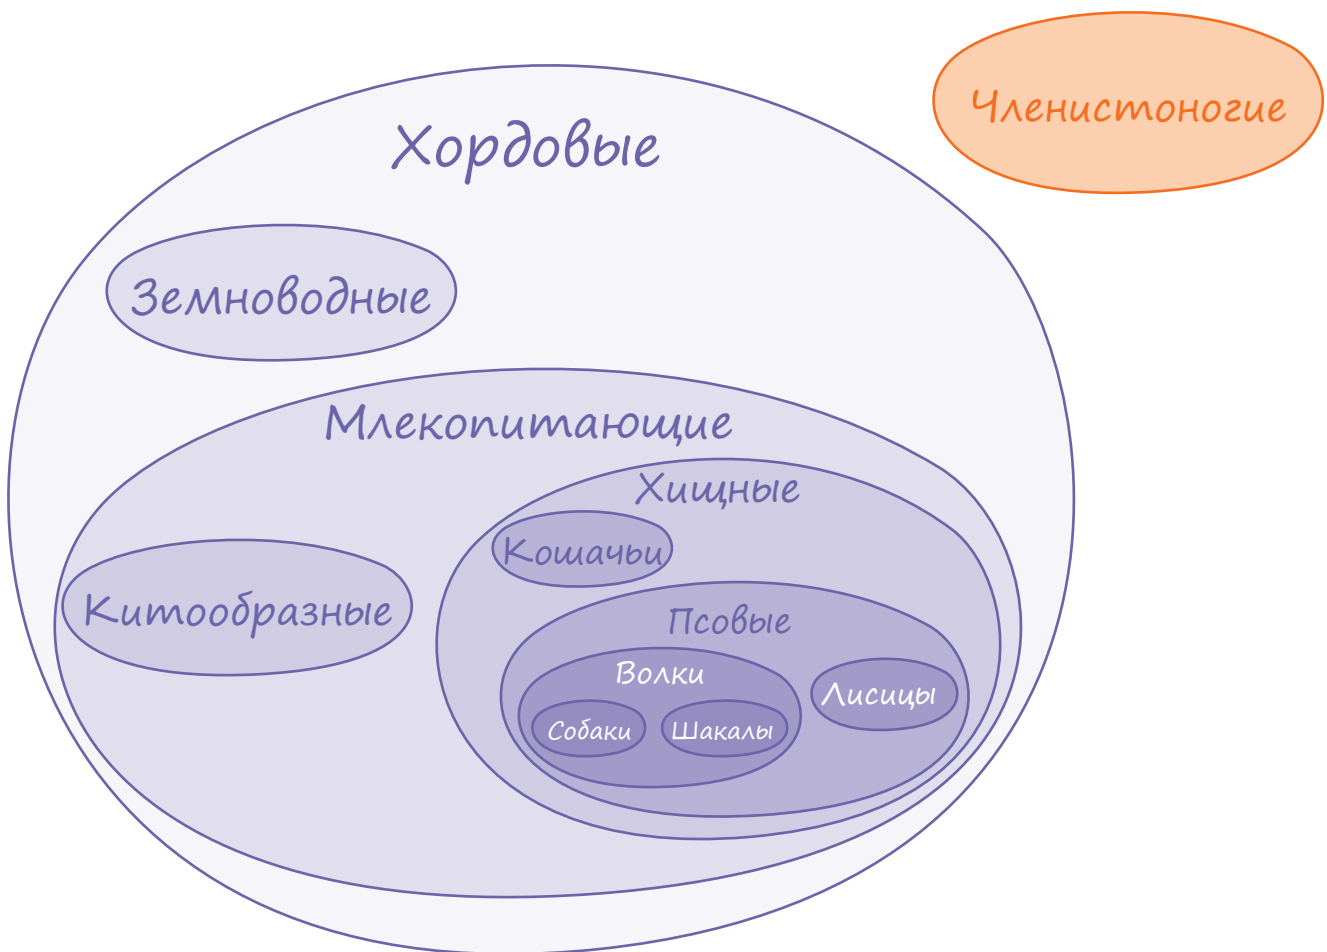 Членистоногие
Хордовые
Земноводные
Млекопитающие
Хищные
Кошачьи
Китообразные
Псовые
Волки
Лисицы
Собаки
Шакалы